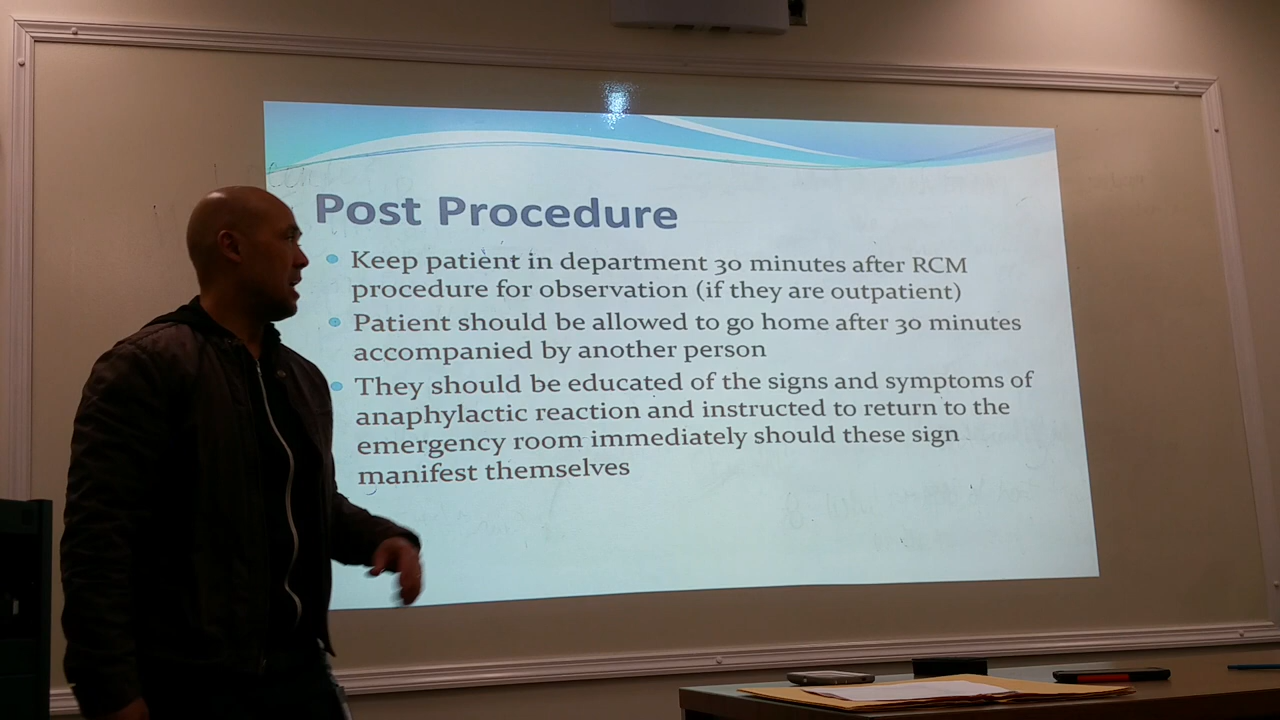 Post Procedure
Keep patient in department 30 minutes after RCM
procedure for observation (if they are outpatient)
Patient should be allowed to go home after 30 minutes
accompanied by another person
They should be educated of the signs and symptoms of
anaphylactic reaction and instructed to return to the
emergency room immediately should these sign
manifest themselves